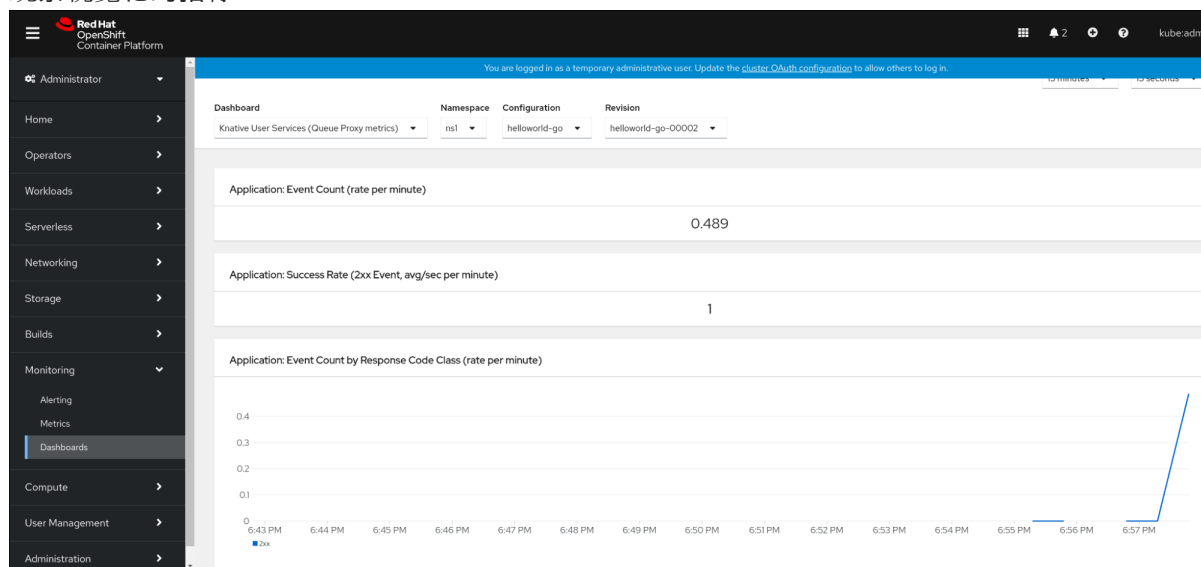 Red Hat
OpenShift
Container Platform
2
kube:adm
You are logged in as a temporary administrative user. Update the cluster OAuth configuration to allow others to log in.
Administrator
Home
Operators
Workloads
Serverless
Networking
Storage
Builds
Monitoring
Alerting
Metrics
Dashboards
Compute
User Management
Administration
Dashboard Namespace Configuration Revision
Knative User Services (Queue Proxy metrics) ns1 helloworld-go helloworld-go-00002
Application: Event Count (rate per minute)
0.489
Application: Success Rate (2xx Event, avg/sec per minute)
1
Application: Event Count by Response Code Class (rate per minute)
0.4
0.3
0.2
0.1
0
6:43 PM 6:44 PM 6:45 PM 6:46 PM 6:47 PM 6:48 PM 6:49 PM 6:50 PM 6:51 PM 6:52 PM 6:53 PM 6:54 PM 6:55 PM 6:56 PM 6:57 PM
2xx